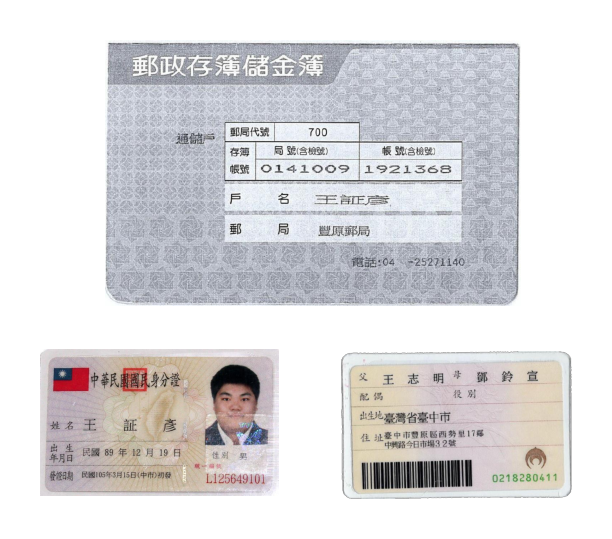 郵政存簿儲金簿
通儲戶
郵局代號 700
存簿帳號 局號(含檢號) 帳號(含檢號)
0141009 1921368
戶名 王証彥
郵局 豐原郵局
電話:04 -25271140
中華民國國民身分證
姓名 王証彥
出生年月日 民國 89 年 12 月 19 日
性別 男
發證日期 民國105年3月15日(中市)初發
統一編號
L125649101
父 王志明 母 鄧鈴宣
配偶 役別
出生地 臺灣省臺中市
住址 臺中市豐原區西勢里17鄰
中興路今日市場32號
0218280411